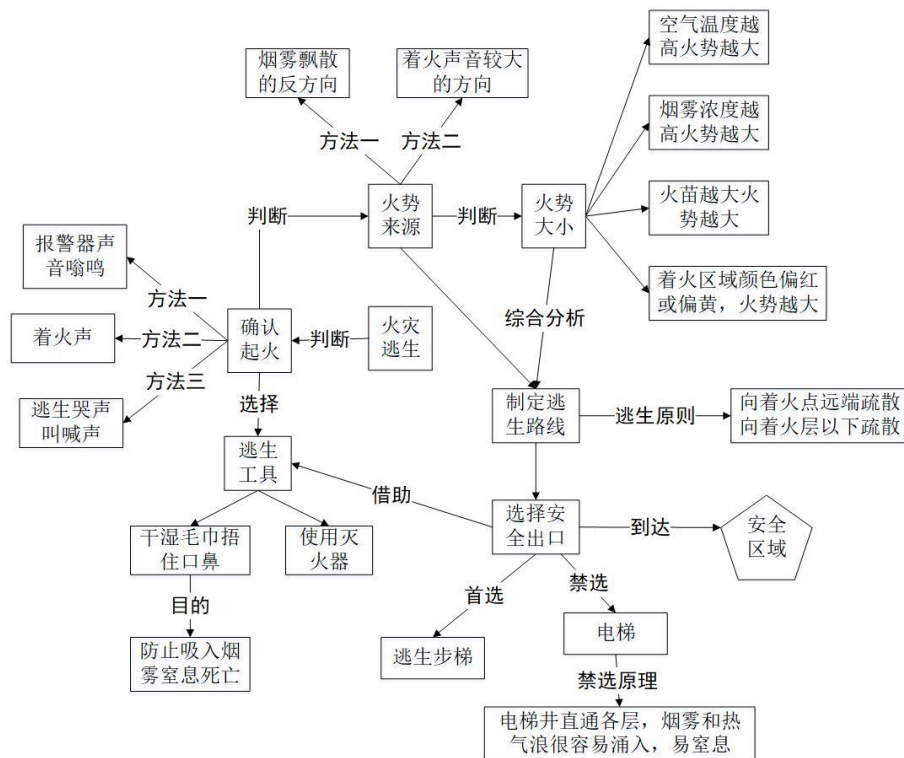 空气温度越
高火势越大
烟雾飘散
的反方向
着火声音较大
的方向
烟雾浓度越
高火势越大
方法一
方法二
火苗越大火
势越大
判断
火势
来源
判断
火势
大小
报警器声
音嗡鸣
着火区域颜色偏红
或偏黄，火势越大
方法一
综合分析
着火声
方法二
确认
起火
判断
火灾
逃生
方法三
逃生哭声
叫喊声
选择
制定逃
生路线
逃生原则
向着火点远端疏散
向着火层以下疏散
逃生
工具
借助
选择安
全出口
到达
安全
区域
干湿毛巾捂
住口鼻
使用灭
火器
首选
禁选
目的
逃生步梯
电梯
防止吸入烟
雾窒息死亡
禁选原理
电梯井直通各层，烟雾和热
气浪很容易涌入，易窒息